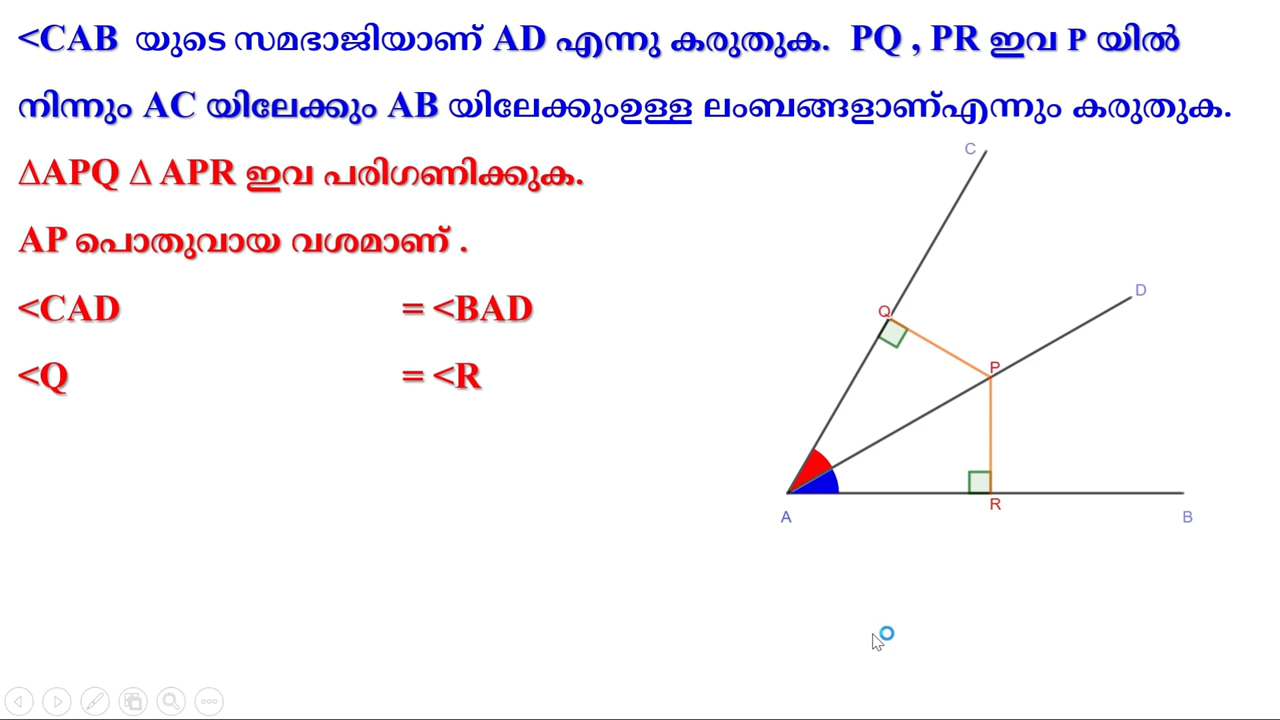 <CAB യുടെ സമഭാജിയാണ് AD എന്നു കരുതുക. PQ , PR ഇവ P യിൽ
നിന്നും AC യിലേക്കും AB യിലേക്കുംഉള്ള ലംബങ്ങളാണ്എന്നും കരുതുക.
ΔAPQ Δ APR ഇവ പരിഗണിക്കുക.
AP പൊതുവായ വശമാണ് .
<CAD = <BAD
<Q = <R
C
D
Q
P
R
A
B